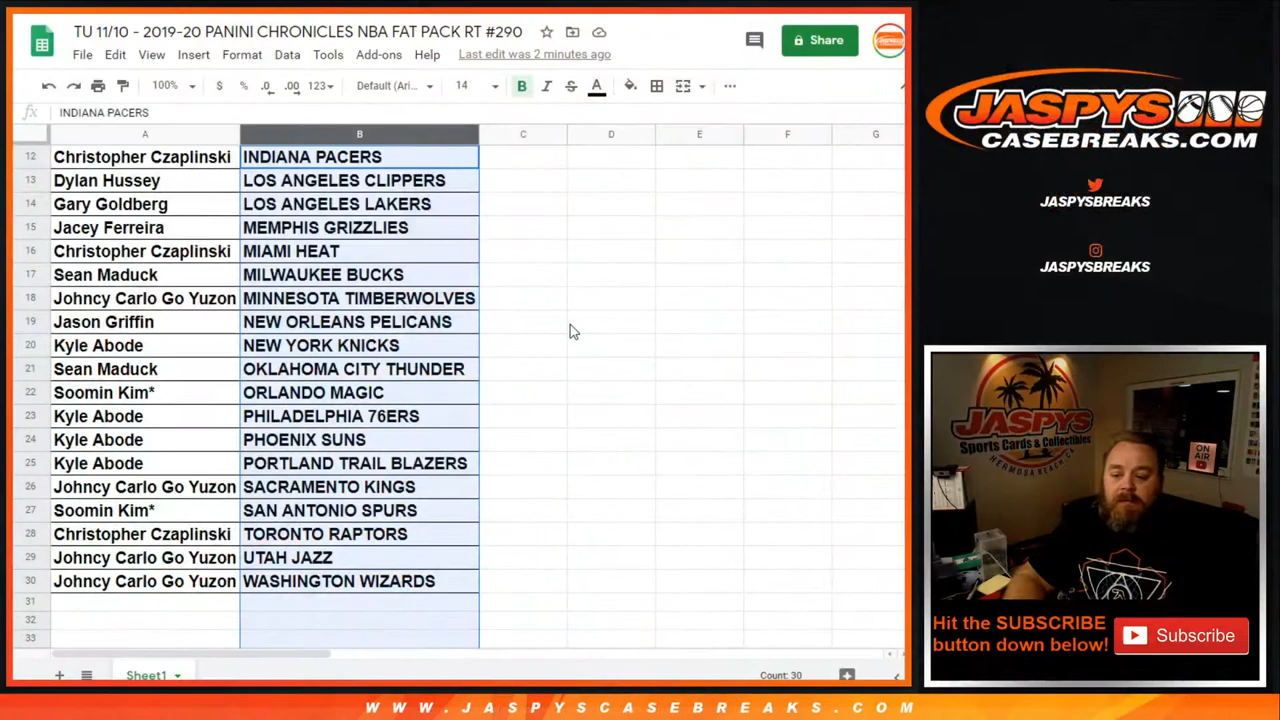 TU 11/10 - 2019-20 PANINI CHRONICLES NBA FAT PACK RT #290
Share
File Edit View Insert Format Data Tools Add-ons Help Last edit was 2 minutes ago
100% $ % .0 .00 123 Default (Ari... 14 B I S A
fx INDIANA PACERS
A B C D E F G
12 Christopher Czaplinski INDIANA PACERS
13 Dylan Hussey LOS ANGELES CLIPPERS
14 Gary Goldberg LOS ANGELES LAKERS
15 Jacey Ferreira MEMPHIS GRIZZLIES
16 Christopher Czaplinski MIAMI HEAT
17 Sean Maduck MILWAUKEE BUCKS
18 Johncy Carlo Go Yuzon MINNESOTA TIMBERWOLVES
19 Jason Griffin NEW ORLEANS PELICANS
20 Kyle Abode NEW YORK KNICKS
21 Sean Maduck OKLAHOMA CITY THUNDER
22 Soomin Kim* ORLANDO MAGIC
23 Kyle Abode PHILADELPHIA 76ERS
24 Kyle Abode PHOENIX SUNS
25 Kyle Abode PORTLAND TRAIL BLAZERS
26 Johncy Carlo Go Yuzon SACRAMENTO KINGS
27 Soomin Kim* SAN ANTONIO SPURS
28 Christopher Czaplinski TORONTO RAPTORS
29 Johncy Carlo Go Yuzon UTAH JAZZ
30 Johncy Carlo Go Yuzon WASHINGTON WIZARDS
31
32
33
Sheet1 Count: 30
JASPYS
CASEBREAKS.COM
JASPYSBREAKS
JASPYSBREAKS
JASPYS
Sports Cards & Collectibles
HERMOSA BEACH CA
ON AIR
Hit the SUBSCRIBE
button down below!
Subscribe
WWW.JASPYSCASEBREAKS.COM